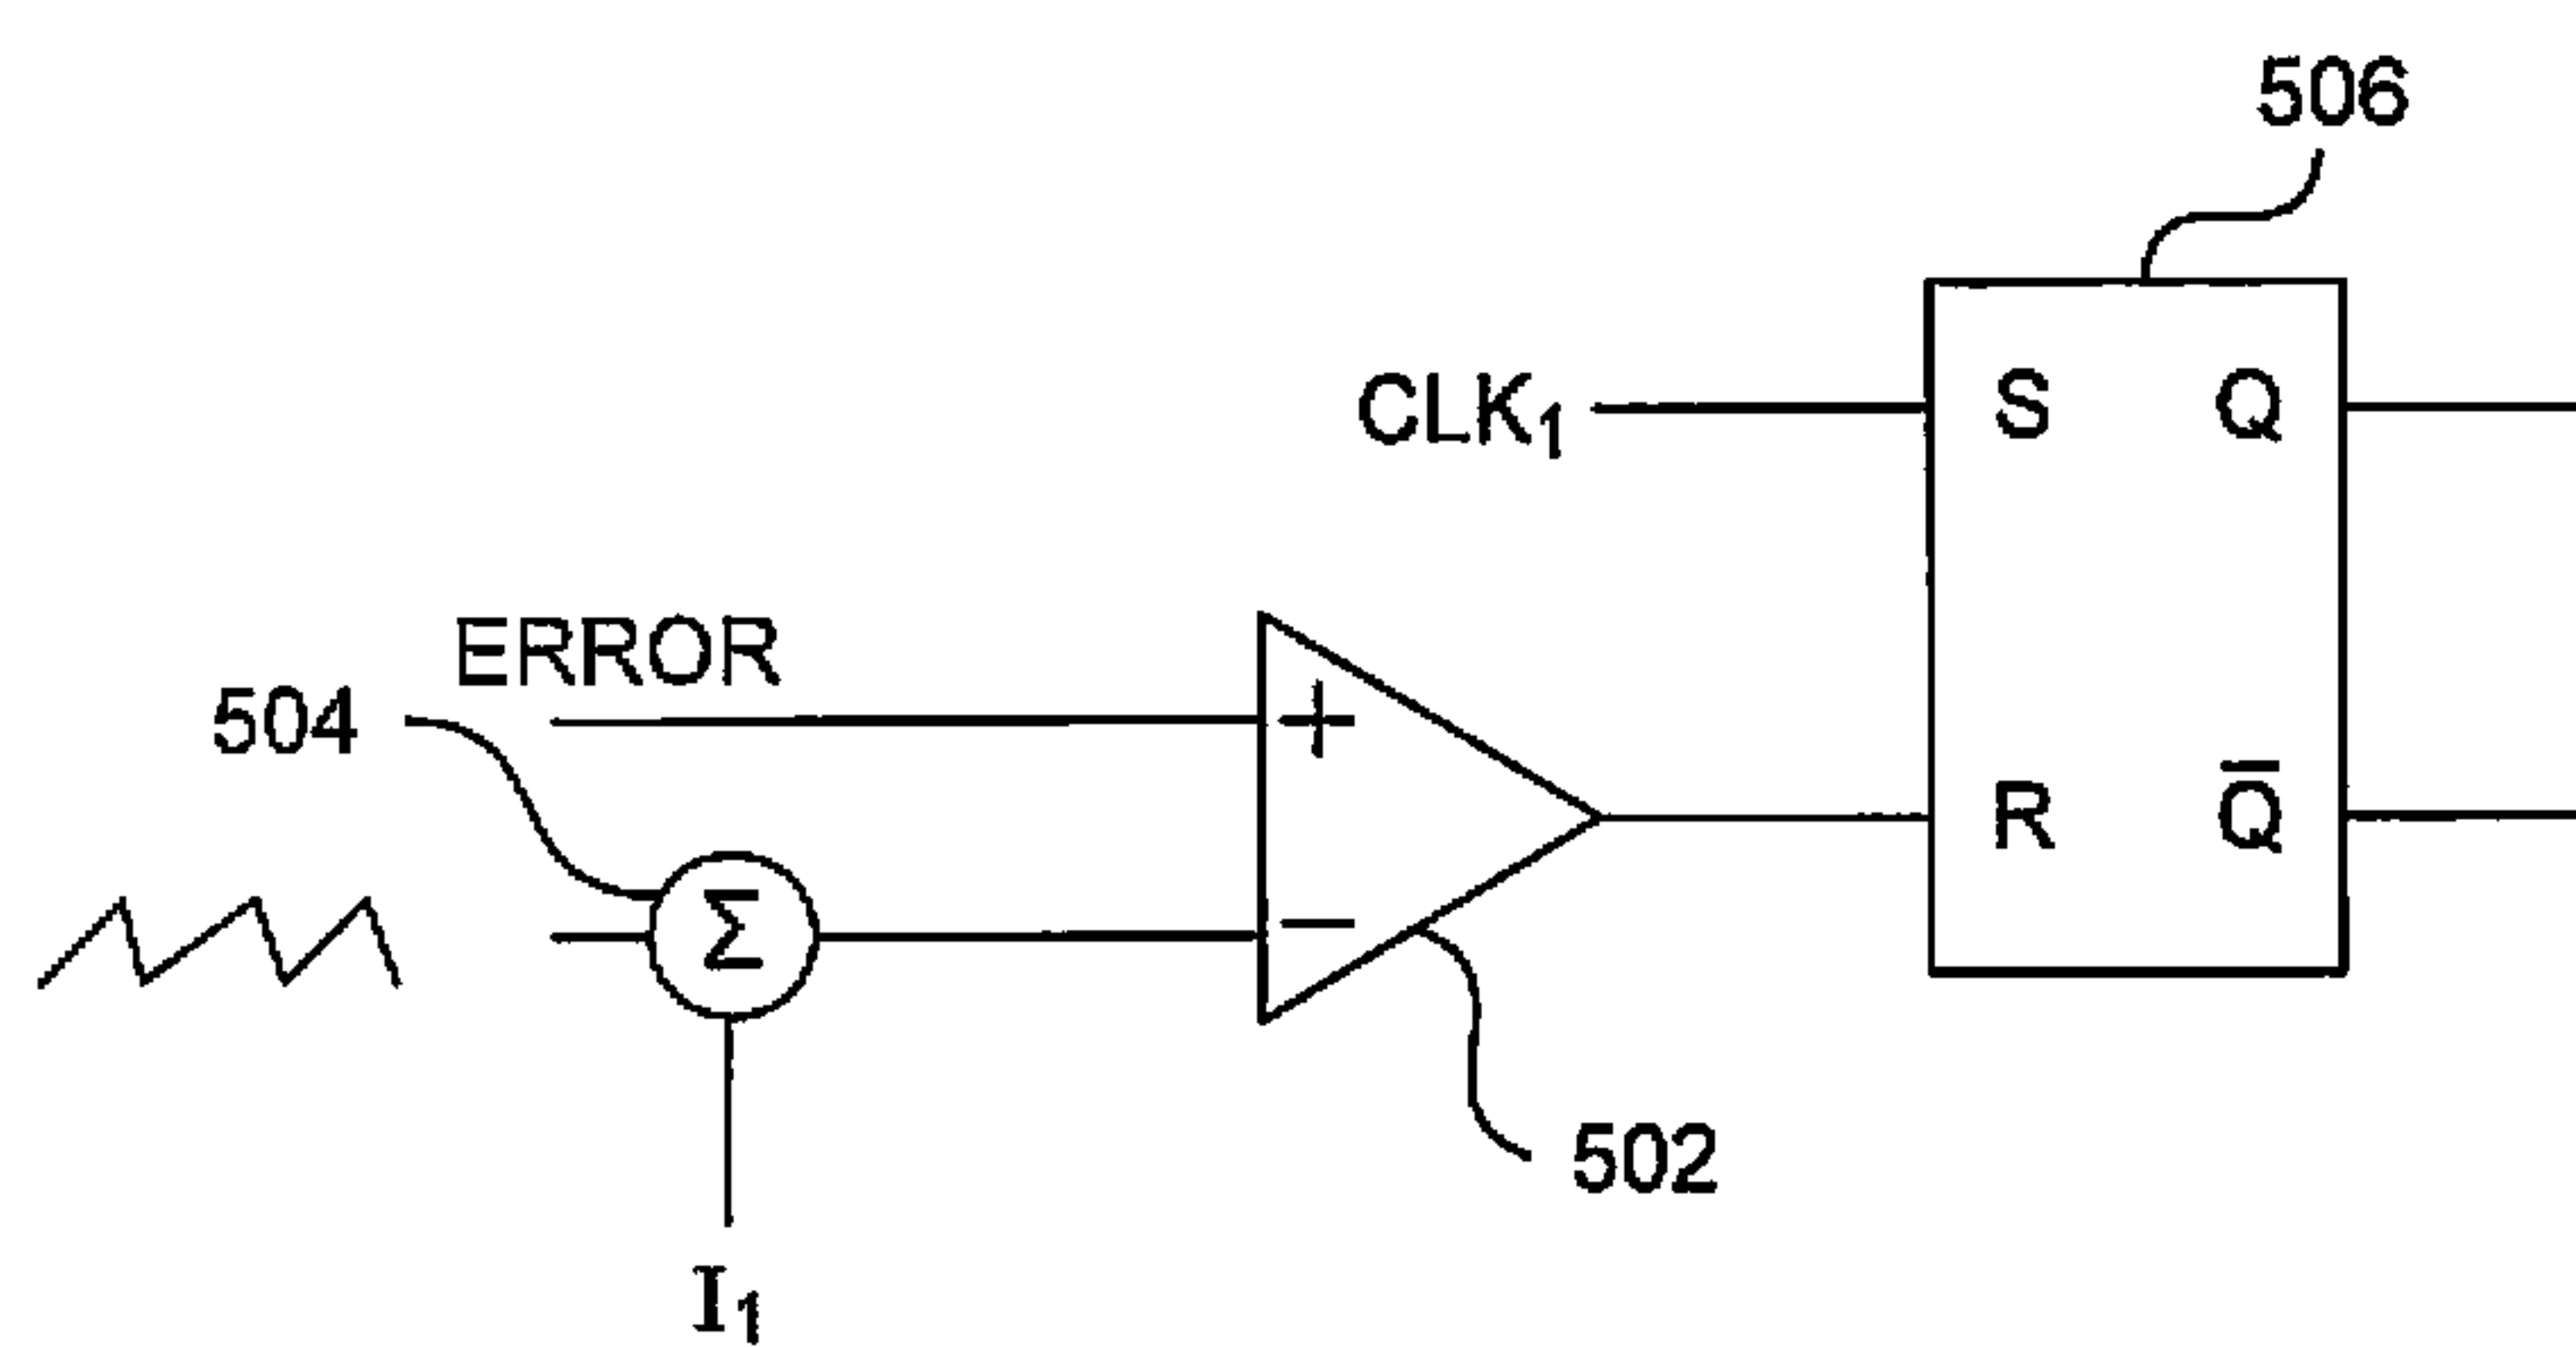 506
CLK₁
S Q
ERROR
504
+
R Q̅
Σ
−
502
I₁